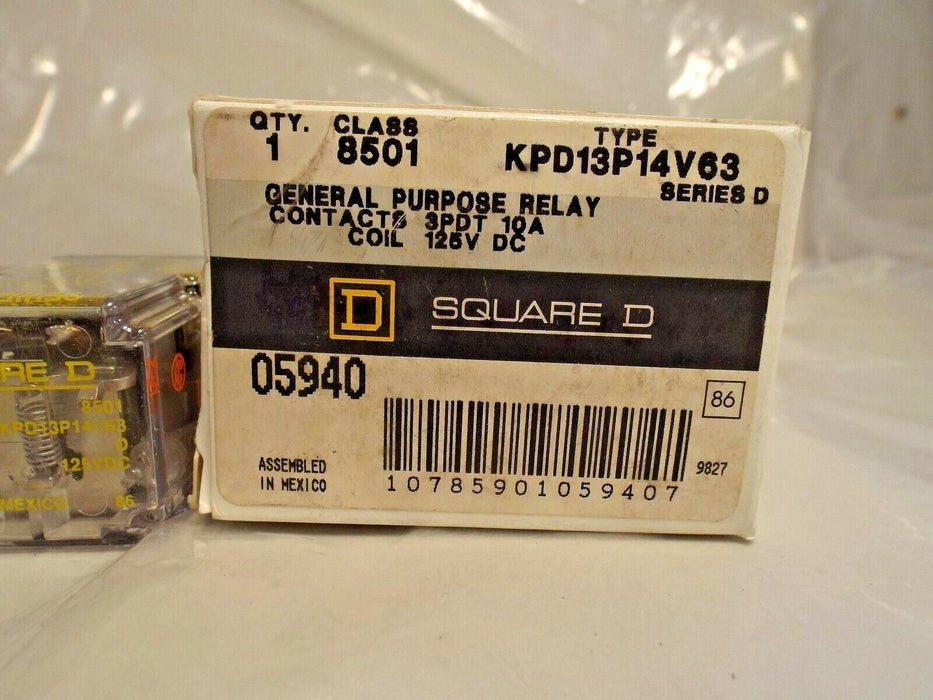 QTY. CLASS TYPE
1 8501 KPD13P14V63
SERIES D
GENERAL PURPOSE RELAY
CONTACTS 3PDT 10A
COIL 125V DC
D SQUARE D
05940
86
ASSEMBLED
IN MEXICO
9827
10785901059407
RE D
8501
KPD13P14V63
D
125VDC
MEXICO 86